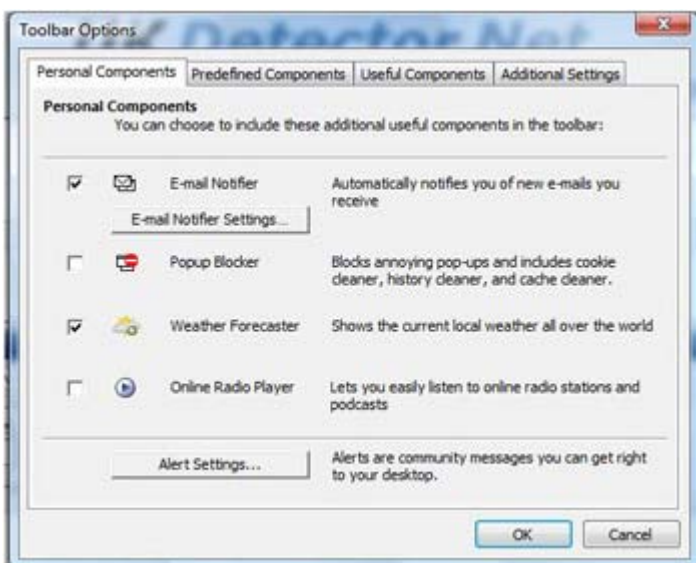 Toolbar Options
UK Detector Net
Personal Components
Predefined Components
Useful Components
Additional Settings
Personal Components
You can choose to include these additional useful components in the toolbar:
E-mail Notifier
Automatically notifies you of new e-mails you
receive
E-mail Notifier Settings...
Popup Blocker
Blocks annoying pop-ups and includes cookie
cleaner, history cleaner, and cache cleaner.
Weather Forecaster
Shows the current local weather all over the world
Online Radio Player
Lets you easily listen to online radio stations and
podcasts
Alert Settings...
Alerts are community messages you can get right
to your desktop.
OK
Cancel